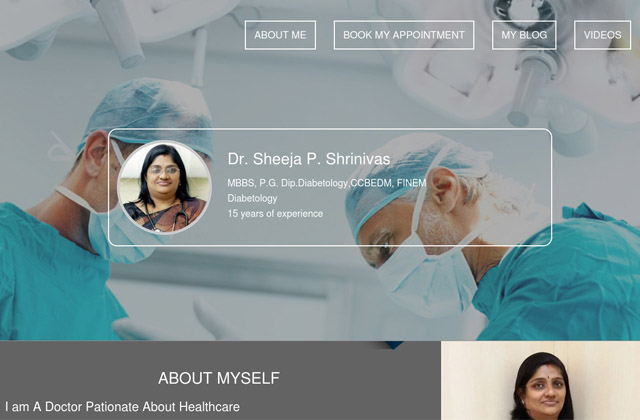 ABOUT ME BOOK MY APPOINTMENT MY BLOG VIDEOS
Dr. Sheeja P. Shrinivas
MBBS, P.G. Dip.Diabetology,CCBEDM, FINEM
Diabetology
15 years of experience
ABOUT MYSELF
I am A Doctor Pationate About Healthcare